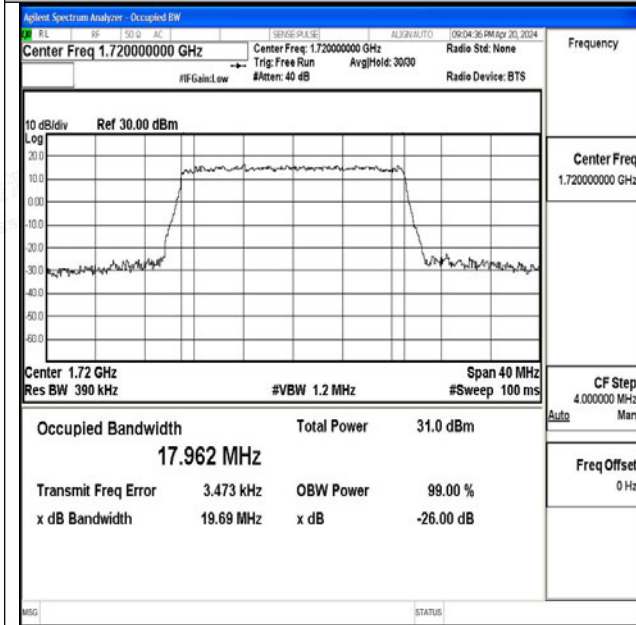 Agilent Spectrum Analyzer - Occupied BW
RL RF 50 Ω AC SENSE:PULSE ALIGNAUTO 09:04:36 PM Apr 20, 2024
Center Freq 1.720000000 GHz
Center Freq: 1.720000000 GHz
Radio Std: None
Trig: Free Run Avg|Hold: 30/30
#IFGain:Low
#Atten: 40 dB
Radio Device: BTS
10 dB/div Ref 30.00 dBm
Log
20.0
10.0
0.00
-10.0
-20.0
-30.0
-40.0
-50.0
-60.0
Center 1.72 GHz
Span 40 MHz
Res BW 390 kHz
#VBW 1.2 MHz
#Sweep 100 ms
Occupied Bandwidth
17.962 MHz
Total Power 31.0 dBm
Transmit Freq Error 3.473 kHz
OBW Power 99.00 %
x dB Bandwidth 19.69 MHz
x dB -26.00 dB
MSG
STATUS
Frequency
Center Freq
1.720000000 GHz
CF Step
4.000000 MHz
Auto Man
Freq Offset
0 Hz